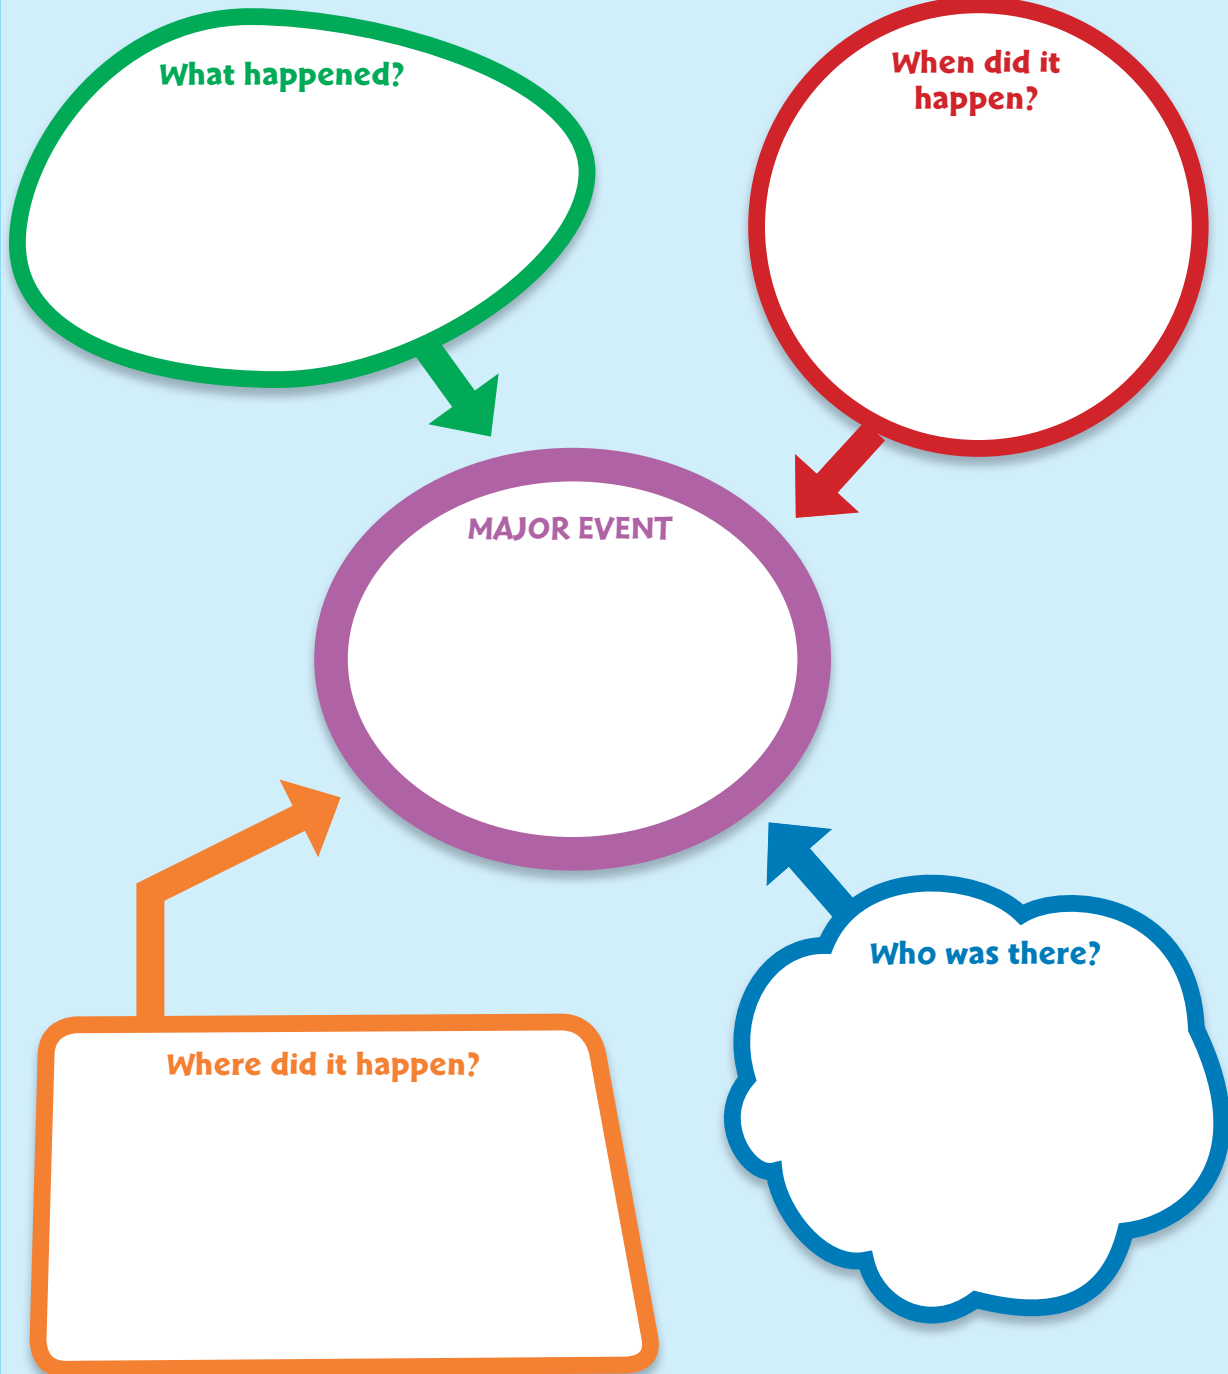 What happened?
When did it
happen?
MAJOR EVENT
Who was there?
Where did it happen?